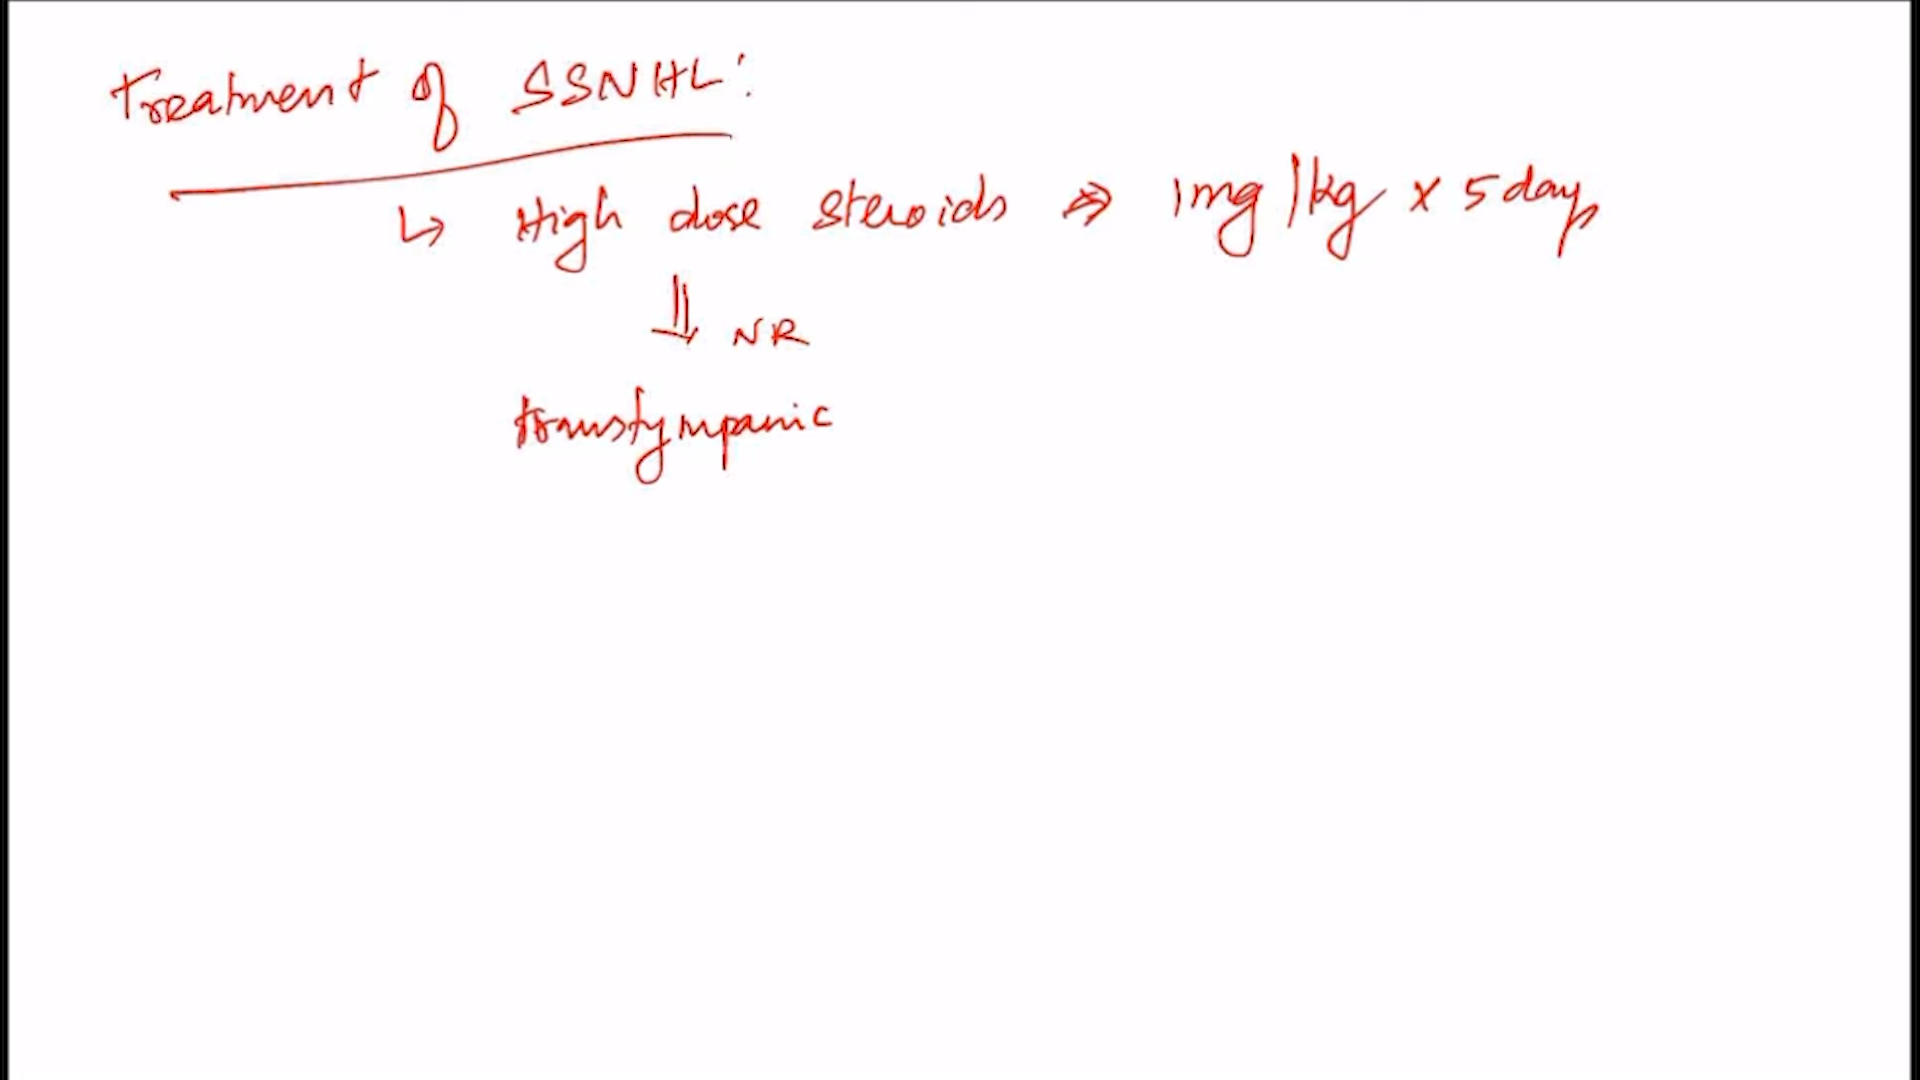 Treatment of SSNHL:
↳ High dose steroids ⇒ 1mg/kg x 5 days
⇓ NR
transtympanic